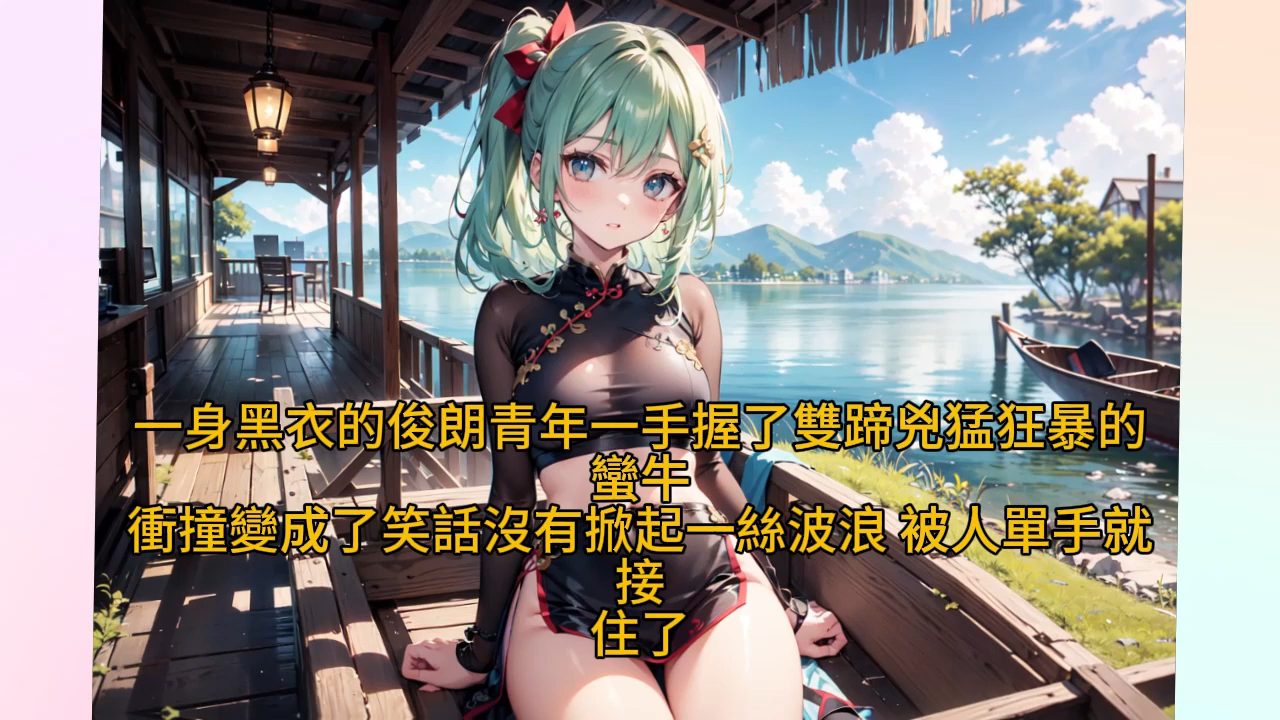 一身黑衣的俊朗青年一手握了雙蹄兇猛狂暴的
蠻牛
衝撞變成了笑話沒有掀起一絲波浪 被人單手就
接
住了